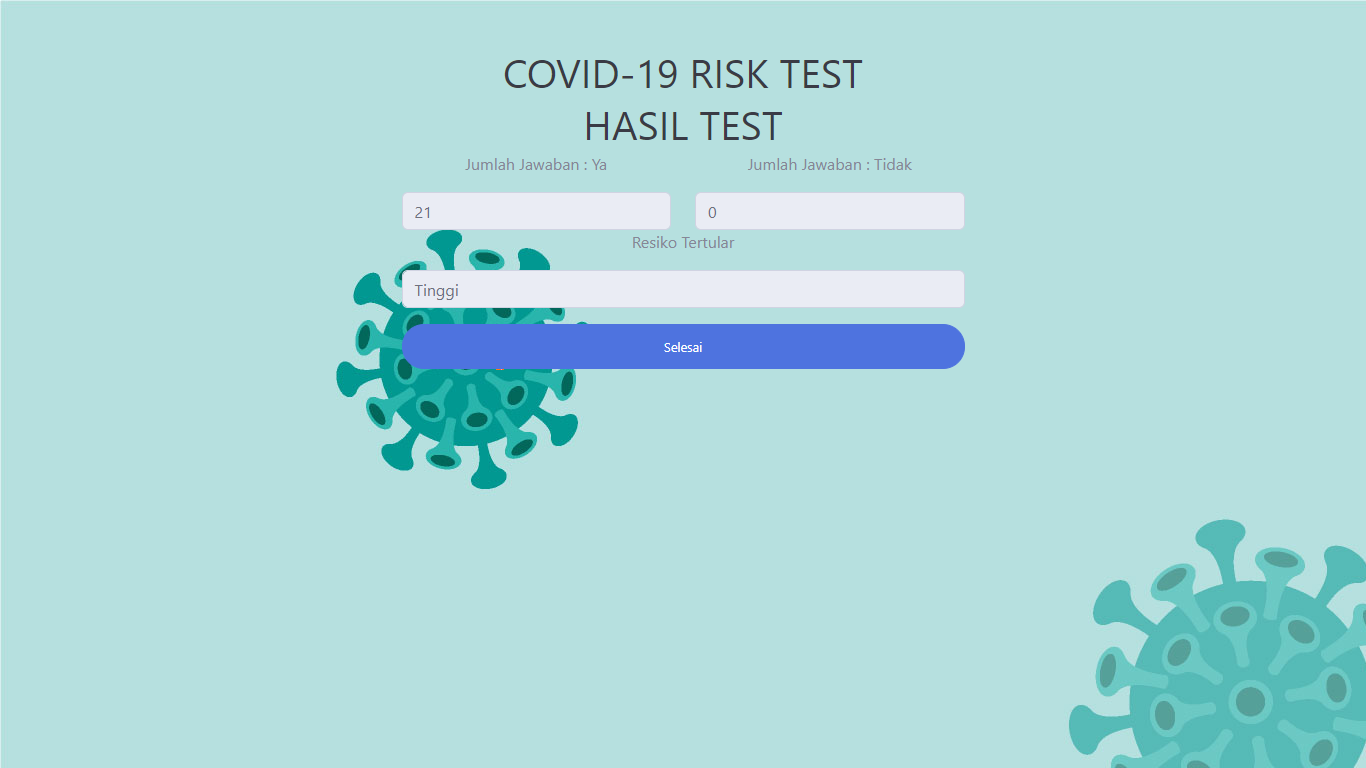 COVID-19 RISK TEST
HASIL TEST
Jumlah Jawaban : Ya
Jumlah Jawaban : Tidak
21
0
Resiko Tertular
Tinggi
Selesai